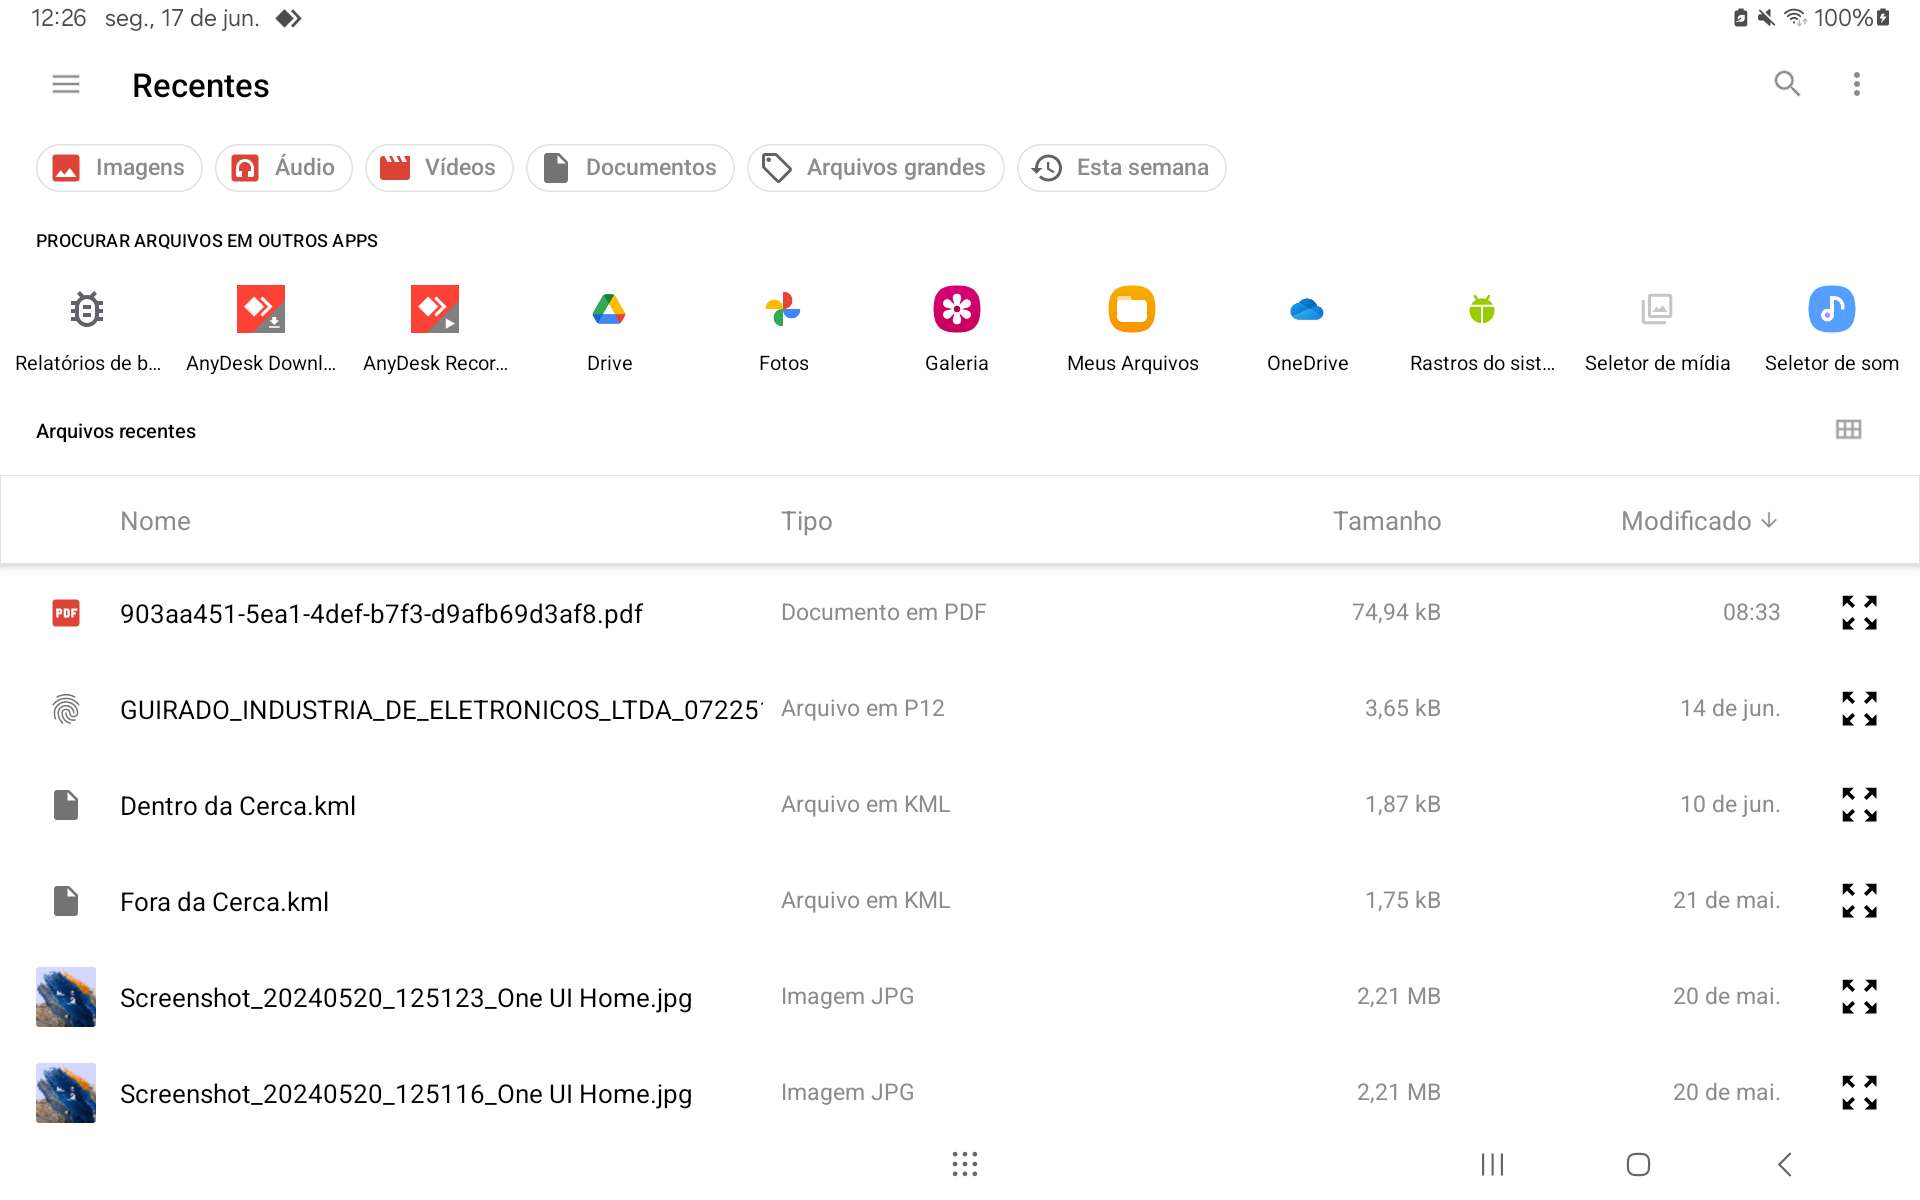 12:26 seg., 17 de jun. 100%
Recentes
Imagens Áudio Vídeos Documentos Arquivos grandes Esta semana
PROCURAR ARQUIVOS EM OUTROS APPS
Relatórios de b... AnyDesk Downl... AnyDesk Recor... Drive Fotos Galeria Meus Arquivos OneDrive Rastros do sist... Seletor de mídia Seletor de som
Arquivos recentes
Nome Tipo Tamanho Modificado
PDF 903aa451-5ea1-4def-b7f3-d9afb69d3af8.pdf Documento em PDF 74,94 kB 08:33
GUIRADO_INDUSTRIA_DE_ELETRONICOS_LTDA_07225 Arquivo em P12 3,65 kB 14 de jun.
Dentro da Cerca.kml Arquivo em KML 1,87 kB 10 de jun.
Fora da Cerca.kml Arquivo em KML 1,75 kB 21 de mai.
Screenshot_20240520_125123_One UI Home.jpg Imagem JPG 2,21 MB 20 de mai.
Screenshot_20240520_125116_One UI Home.jpg Imagem JPG 2,21 MB 20 de mai.